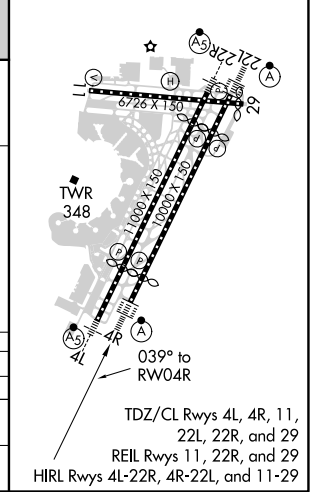 A5
22R
22L
A
V
H
P
11
6726 X 150
29
P
P
TWR
348
11000 X 150
10000 X 150
P
P
A5
4L
4R
A
039° to
RW04R
TDZ/CL Rwys 4L, 4R, 11,
22L, 22R, and 29
REIL Rwys 11, 22R, and 29
HIRL Rwys 4L-22R, 4R-22L, and 11-29